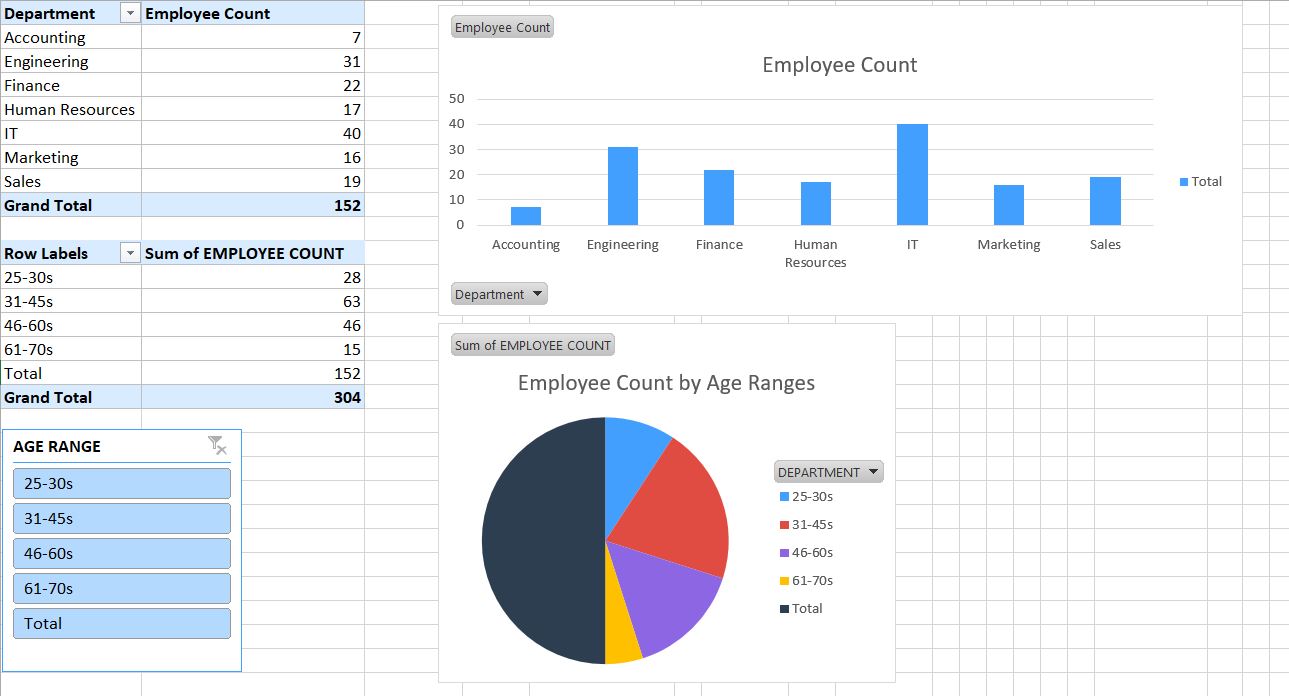 Department Employee Count
Accounting 7
Engineering 31
Finance 22
Human Resources 17
IT 40
Marketing 16
Sales 19
Grand Total 152
Row Labels Sum of EMPLOYEE COUNT
25-30s 28
31-45s 63
46-60s 46
61-70s 15
Total 152
Grand Total 304
AGE RANGE
25-30s
31-45s
46-60s
61-70s
Total
Employee Count
Employee Count
50
40
30
20
10
0
Total
Accounting Engineering Finance Human IT Marketing Sales
Resources
Department
Sum of EMPLOYEE COUNT
Employee Count by Age Ranges
DEPARTMENT
25-30s
31-45s
46-60s
61-70s
Total